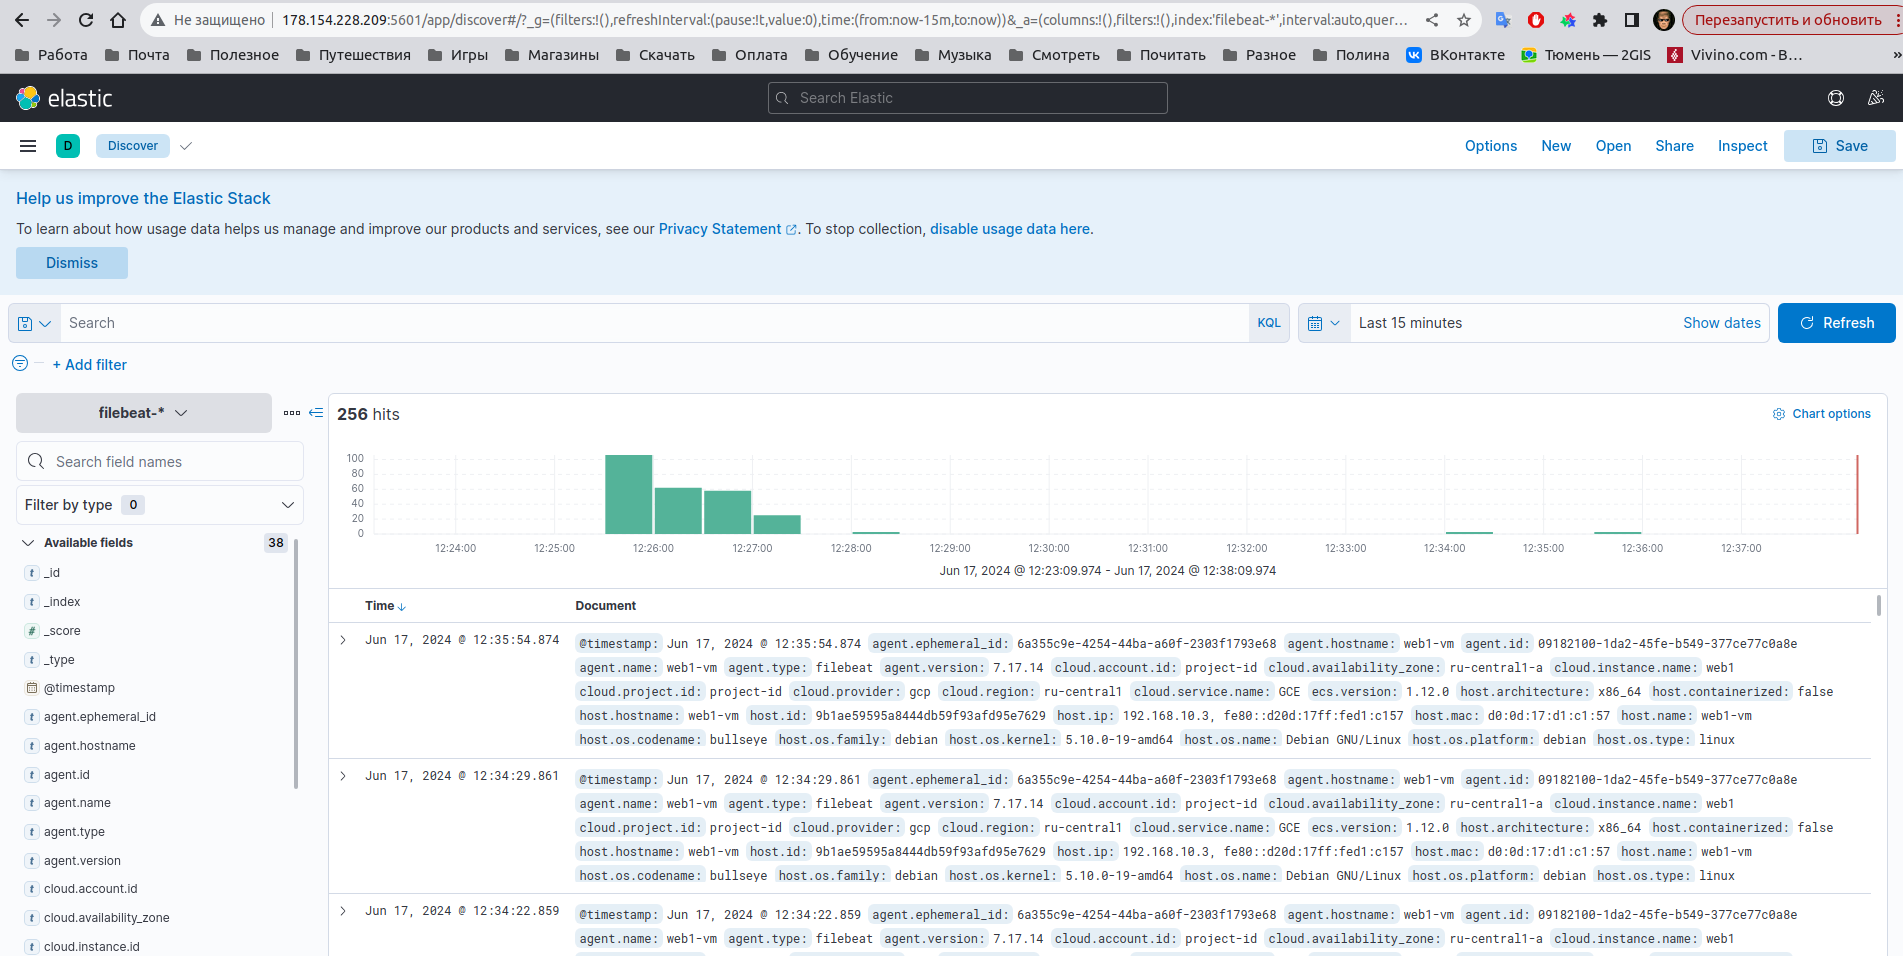 Не защищено 178.154.228.209:5601/app/discover#/?_g=(filters:!(),refreshInterval:(pause:!t,value:0),time:(from:now-15m,to:now))&_a=(columns:!(),filters:!(),index:'filebeat-*',interval:auto,quer... Перезапустить и обновить
Работа Почта Полезное Путешествия Игры Магазины Скачать Оплата Обучение Музыка Смотреть Почитать Разное Полина ВКонтакте Тюмень — 2GIS Vivino.com - В... »
elastic Search Elastic
D Discover Options New Open Share Inspect Save
Help us improve the Elastic Stack
To learn about how usage data helps us manage and improve our products and services, see our Privacy Statement. To stop collection, disable usage data here.
Dismiss
Search KQL Last 15 minutes Show dates Refresh
+ Add filter
filebeat-* 256 hits Chart options
Search field names
Filter by type 0
Available fields 38
_id
_index
_score
_type
@timestamp
agent.ephemeral_id
agent.hostname
agent.id
agent.name
agent.type
agent.version
cloud.account.id
cloud.availability_zone
cloud.instance.id
100
80
60
40
20
0
12:24:00 12:25:00 12:26:00 12:27:00 12:28:00 12:29:00 12:30:00 12:31:00 12:32:00 12:33:00 12:34:00 12:35:00 12:36:00 12:37:00
Jun 17, 2024 @ 12:23:09.974 - Jun 17, 2024 @ 12:38:09.974
Time Document
Jun 17, 2024 @ 12:35:54.874 @timestamp: Jun 17, 2024 @ 12:35:54.874 agent.ephemeral_id: 6a355c9e-4254-44ba-a60f-2303f1793e68 agent.hostname: web1-vm agent.id: 09182100-1da2-45fe-b549-377ce77c0a8e
agent.name: web1-vm agent.type: filebeat agent.version: 7.17.14 cloud.account.id: project-id cloud.availability_zone: ru-central1-a cloud.instance.name: web1
cloud.project.id: project-id cloud.provider: gcp cloud.region: ru-central1 cloud.service.name: GCE ecs.version: 1.12.0 host.architecture: x86_64 host.containerized: false
host.hostname: web1-vm host.id: 9b1ae59595a8444db59f93afd95e7629 host.ip: 192.168.10.3, fe80::d20d:17ff:fed1:c157 host.mac: d0:0d:17:d1:c1:57 host.name: web1-vm
host.os.codename: bullseye host.os.family: debian host.os.kernel: 5.10.0-19-amd64 host.os.name: Debian GNU/Linux host.os.platform: debian host.os.type: linux
Jun 17, 2024 @ 12:34:29.861 @timestamp: Jun 17, 2024 @ 12:34:29.861 agent.ephemeral_id: 6a355c9e-4254-44ba-a60f-2303f1793e68 agent.hostname: web1-vm agent.id: 09182100-1da2-45fe-b549-377ce77c0a8e
agent.name: web1-vm agent.type: filebeat agent.version: 7.17.14 cloud.account.id: project-id cloud.availability_zone: ru-central1-a cloud.instance.name: web1
cloud.project.id: project-id cloud.provider: gcp cloud.region: ru-central1 cloud.service.name: GCE ecs.version: 1.12.0 host.architecture: x86_64 host.containerized: false
host.hostname: web1-vm host.id: 9b1ae59595a8444db59f93afd95e7629 host.ip: 192.168.10.3, fe80::d20d:17ff:fed1:c157 host.mac: d0:0d:17:d1:c1:57 host.name: web1-vm
host.os.codename: bullseye host.os.family: debian host.os.kernel: 5.10.0-19-amd64 host.os.name: Debian GNU/Linux host.os.platform: debian host.os.type: linux
Jun 17, 2024 @ 12:34:22.859 @timestamp: Jun 17, 2024 @ 12:34:22.859 agent.ephemeral_id: 6a355c9e-4254-44ba-a60f-2303f1793e68 agent.hostname: web1-vm agent.id: 09182100-1da2-45fe-b549-377ce77c0a8e
agent.name: web1-vm agent.type: filebeat agent.version: 7.17.14 cloud.account.id: project-id cloud.availability_zone: ru-central1-a cloud.instance.name: web1